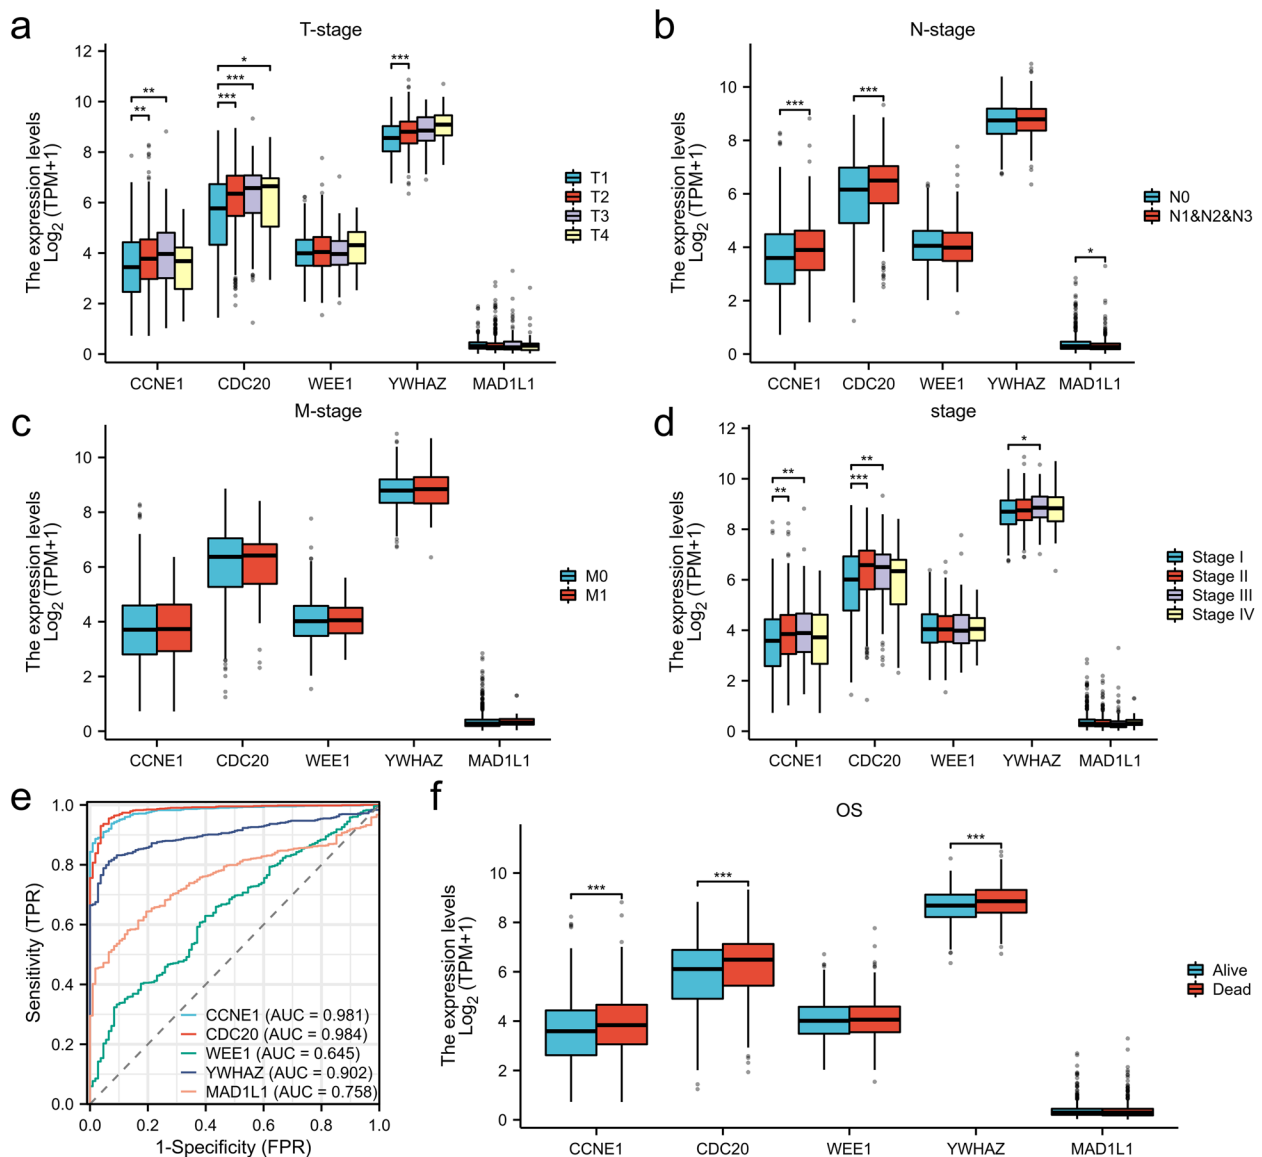 a
T-stage
The expression levels
Log2 (TPM+1)
12
10
8
6
4
2
0
**
**
***
***
*
***
CCNE1
CDC20
WEE1
YWHAZ
MAD1L1
T1
T2
T3
T4
b
N-stage
The expression levels
Log2 (TPM+1)
10
8
6
4
2
0
***
***
*
CCNE1
CDC20
WEE1
YWHAZ
MAD1L1
N0
N1&N2&N3
c
M-stage
The expression levels
Log2 (TPM+1)
10
8
6
4
2
0
CCNE1
CDC20
WEE1
YWHAZ
MAD1L1
M0
M1
d
stage
The expression levels
Log2 (TPM+1)
12
10
8
6
4
2
0
**
**
***
**
*
CCNE1
CDC20
WEE1
YWHAZ
MAD1L1
Stage I
Stage II
Stage III
Stage IV
e
Sensitivity (TPR)
1.0
0.8
0.6
0.4
0.2
0.0
CCNE1 (AUC = 0.981)
CDC20 (AUC = 0.984)
WEE1 (AUC = 0.645)
YWHAZ (AUC = 0.902)
MAD1L1 (AUC = 0.758)
0.0
0.2
0.4
0.6
0.8
1.0
1-Specificity (FPR)
f
OS
The expression levels
Log2 (TPM+1)
10
8
6
4
2
0
***
***
***
CCNE1
CDC20
WEE1
YWHAZ
MAD1L1
Alive
Dead